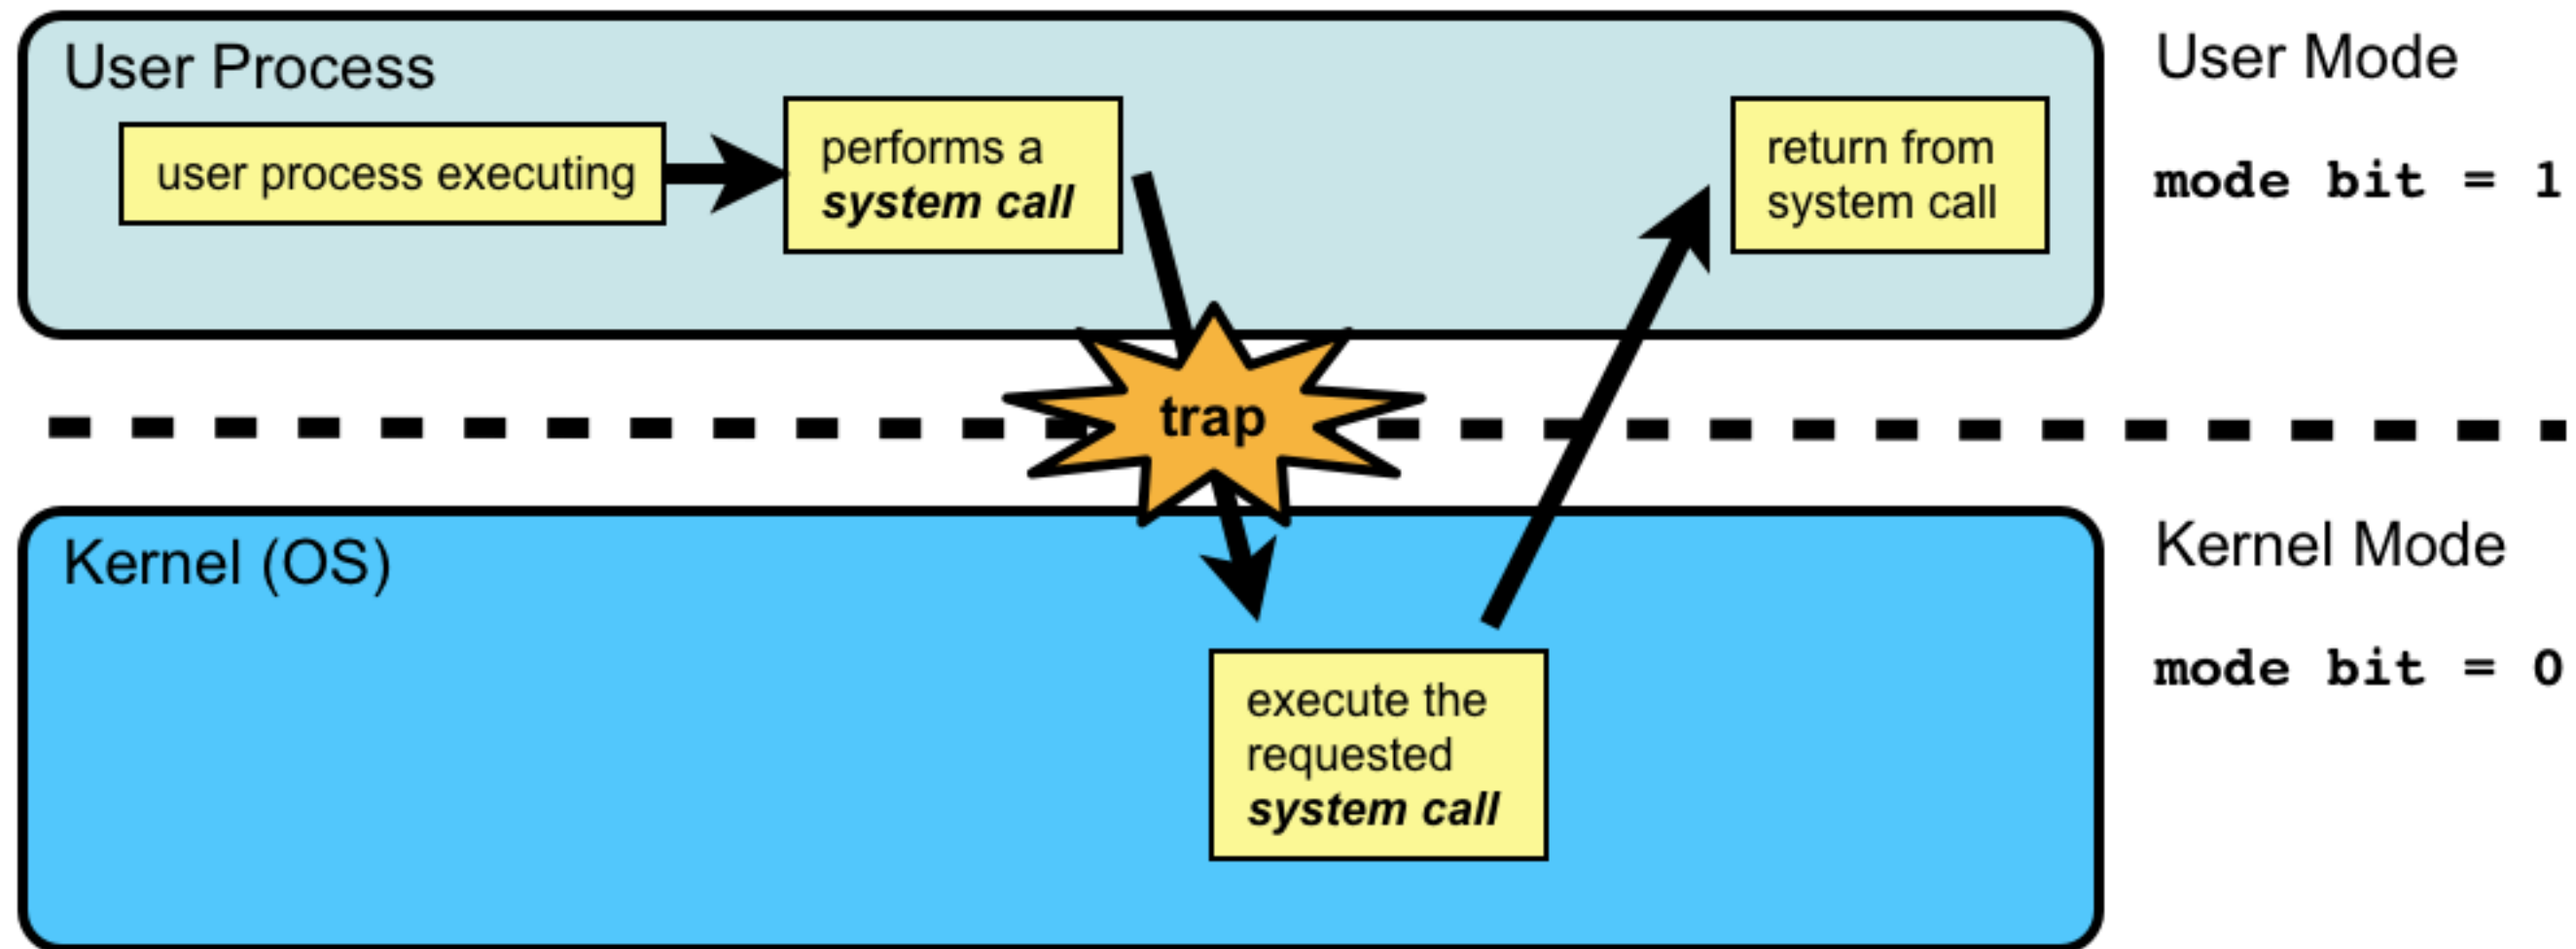 User Process
user process executing
performs a
system call
return from
system call
User Mode
mode bit = 1
trap
Kernel (OS)
execute the
requested
system call
Kernel Mode
mode bit = 0